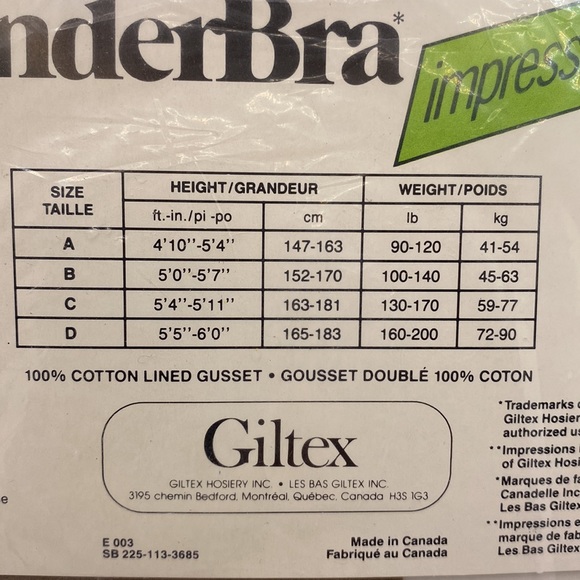 nderBra*
impress
SIZE TAILLE HEIGHT/GRANDEUR WEIGHT/POIDS
ft.-in./pi -po cm lb kg
A 4'10''-5'4'' 147-163 90-120 41-54
B 5'0''-5'7'' 152-170 100-140 45-63
C 5'4''-5'11'' 163-181 130-170 59-77
D 5'5''-6'0'' 165-183 160-200 72-90
100% COTTON LINED GUSSET • GOUSSET DOUBLÉ 100% COTON
Giltex
GILTEX HOSIERY INC. • LES BAS GILTEX INC.
3195 chemin Bedford, Montréal, Québec, Canada H3S 1G3
E 003
SB 225-113-3685
Made in Canada
Fabriqué au Canada
*Trademarks
Giltex Hosier
authorized us
**Impressions
of Giltex Hosi
*Marques de fa
Canadelle Inc
Les Bas Giltex
**Impressions e
marque de fab
Les Bas Giltex